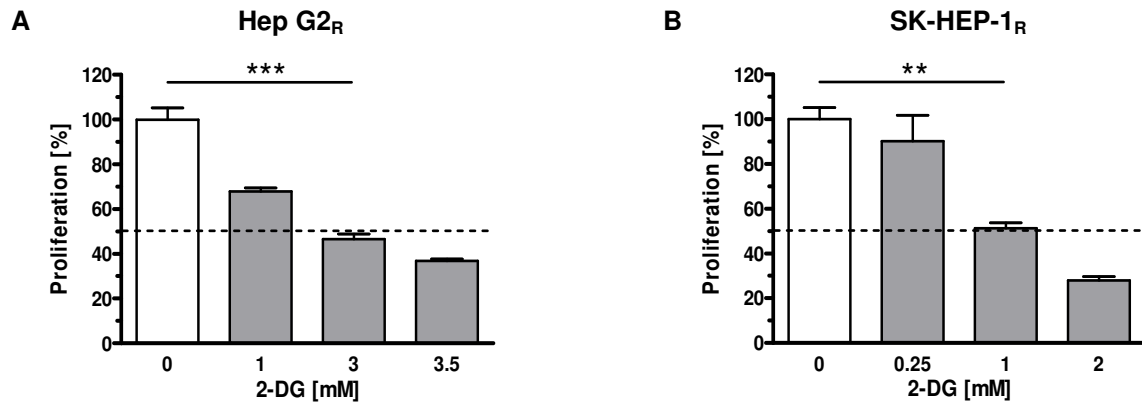 A
Hep G2R
***
Proliferation [%]
120
100
80
60
40
20
0
0 1 3 3.5
2-DG [mM]
B
SK-HEP-1R
**
Proliferation [%]
120
100
80
60
40
20
0
0 0.25 1 2
2-DG [mM]